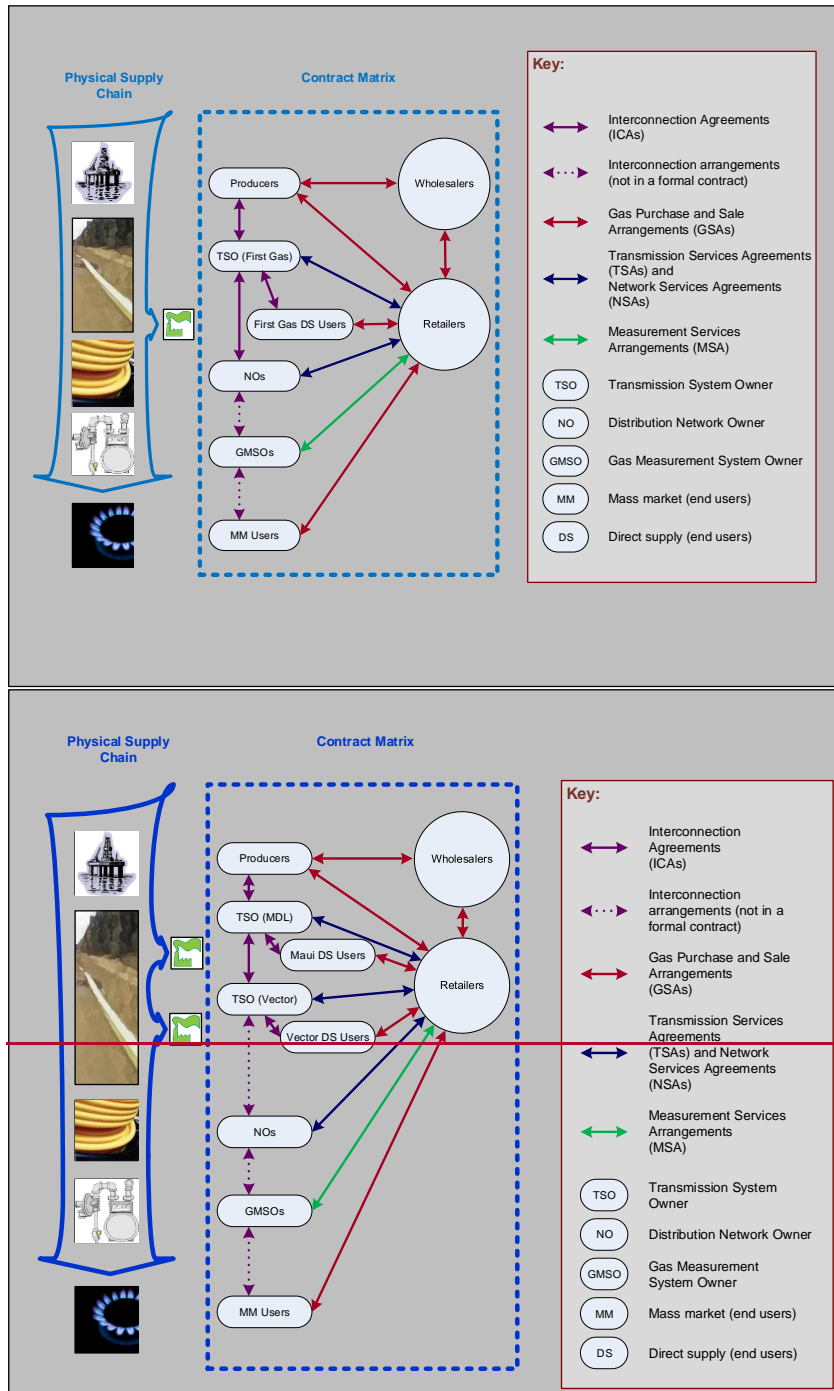 Physical Supply
Chain
Contract Matrix
Producers
Wholesalers
TSO (First Gas)
First Gas DS Users
Retailers
NOs
GMSOs
MM Users
Key:
Interconnection Agreements
(ICAs)
Interconnection arrangements
(not in a formal contract)
Gas Purchase and Sale
Arrangements (GSAs)
Transmission Services Agreements
(TSAs) and
Network Services Agreements
(NSAs)
Measurement Services
Arrangements (MSA)
TSO Transmission System Owner
NO Distribution Network Owner
GMSO Gas Measurement System Owner
MM Mass market (end users)
DS Direct supply (end users)
Physical Supply
Chain
Contract Matrix
Producers
Wholesalers
TSO (MDL)
Maui DS Users
Retailers
TSO (Vector)
Vector DS Users
NOs
GMSOs
MM Users
Key:
Interconnection
Agreements
(ICAs)
Interconnection
arrangements (not in a
formal contract)
Gas Purchase and Sale
Arrangements
(GSAs)
Transmission Services
Agreements
(TSAs) and Network
Services Agreements
(NSAs)
Measurement Services
Arrangements
(MSA)
TSO Transmission System
Owner
NO Distribution Network Owner
GMSO Gas Measurement
System Owner
MM Mass market (end users)
DS Direct supply (end users)